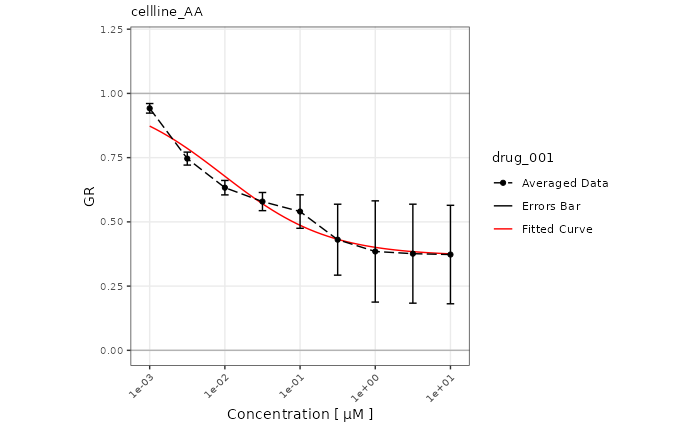 cellline_AA
1.25
1.00
0.75
0.50
0.25
0.00
GR
1e-03
1e-02
1e-01
1e+00
1e+01
Concentration [ µM ]
drug_001
Averaged Data
Errors Bar
Fitted Curve